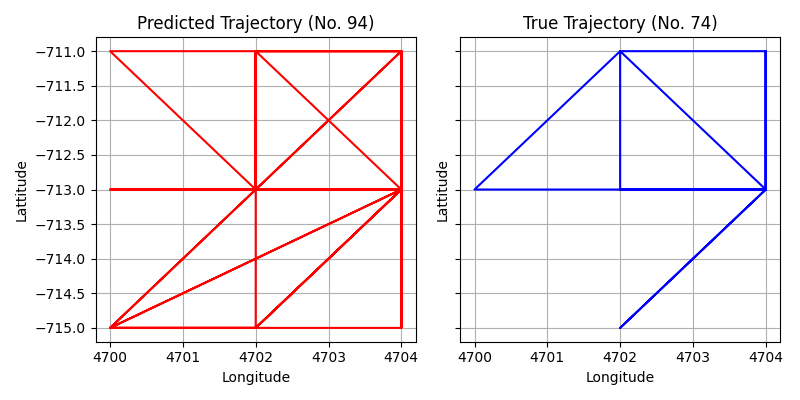 Predicted Trajectory (No. 94)
True Trajectory (No. 74)
Lattitude
−711.0
−711.5
−712.0
−712.5
−713.0
−713.5
−714.0
−714.5
−715.0
4700 4701 4702 4703 4704
Longitude
Lattitude
4700 4701 4702 4703 4704
Longitude